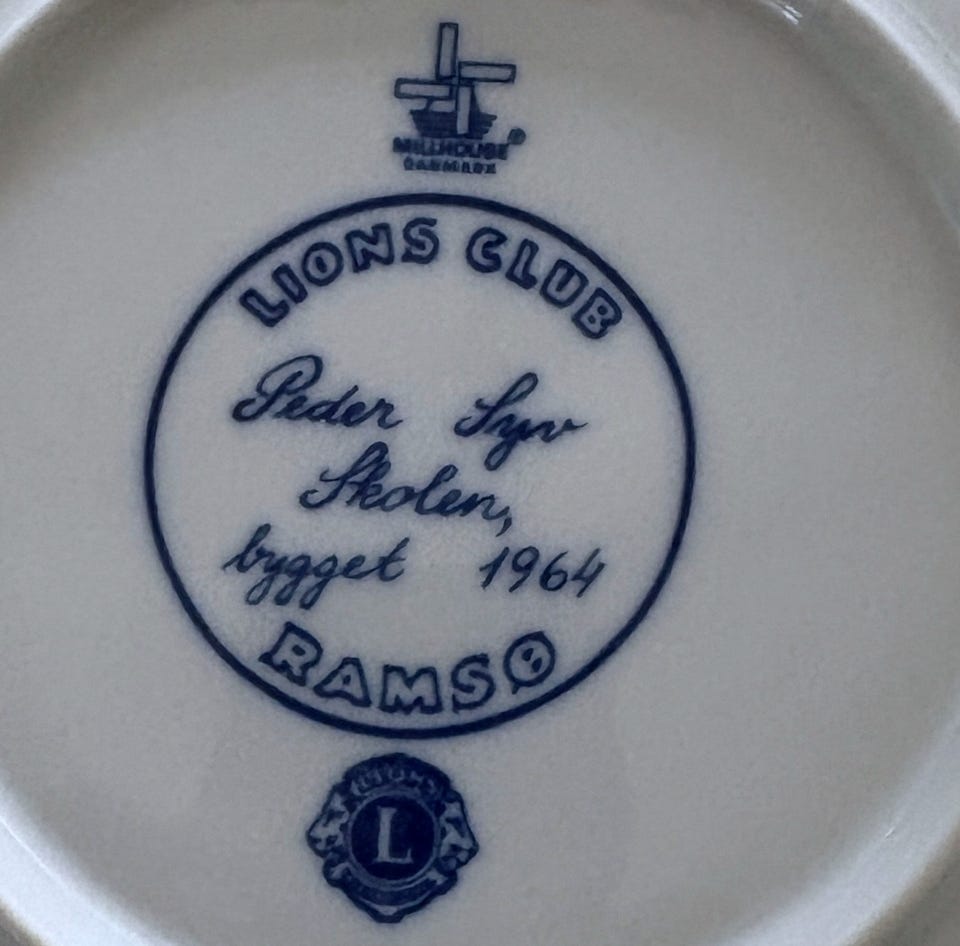 MILLHOUSE ®
DANMARK
LIONS CLUB
Peder Syv
Skolen,
bygget 1964
RAMSØ
L